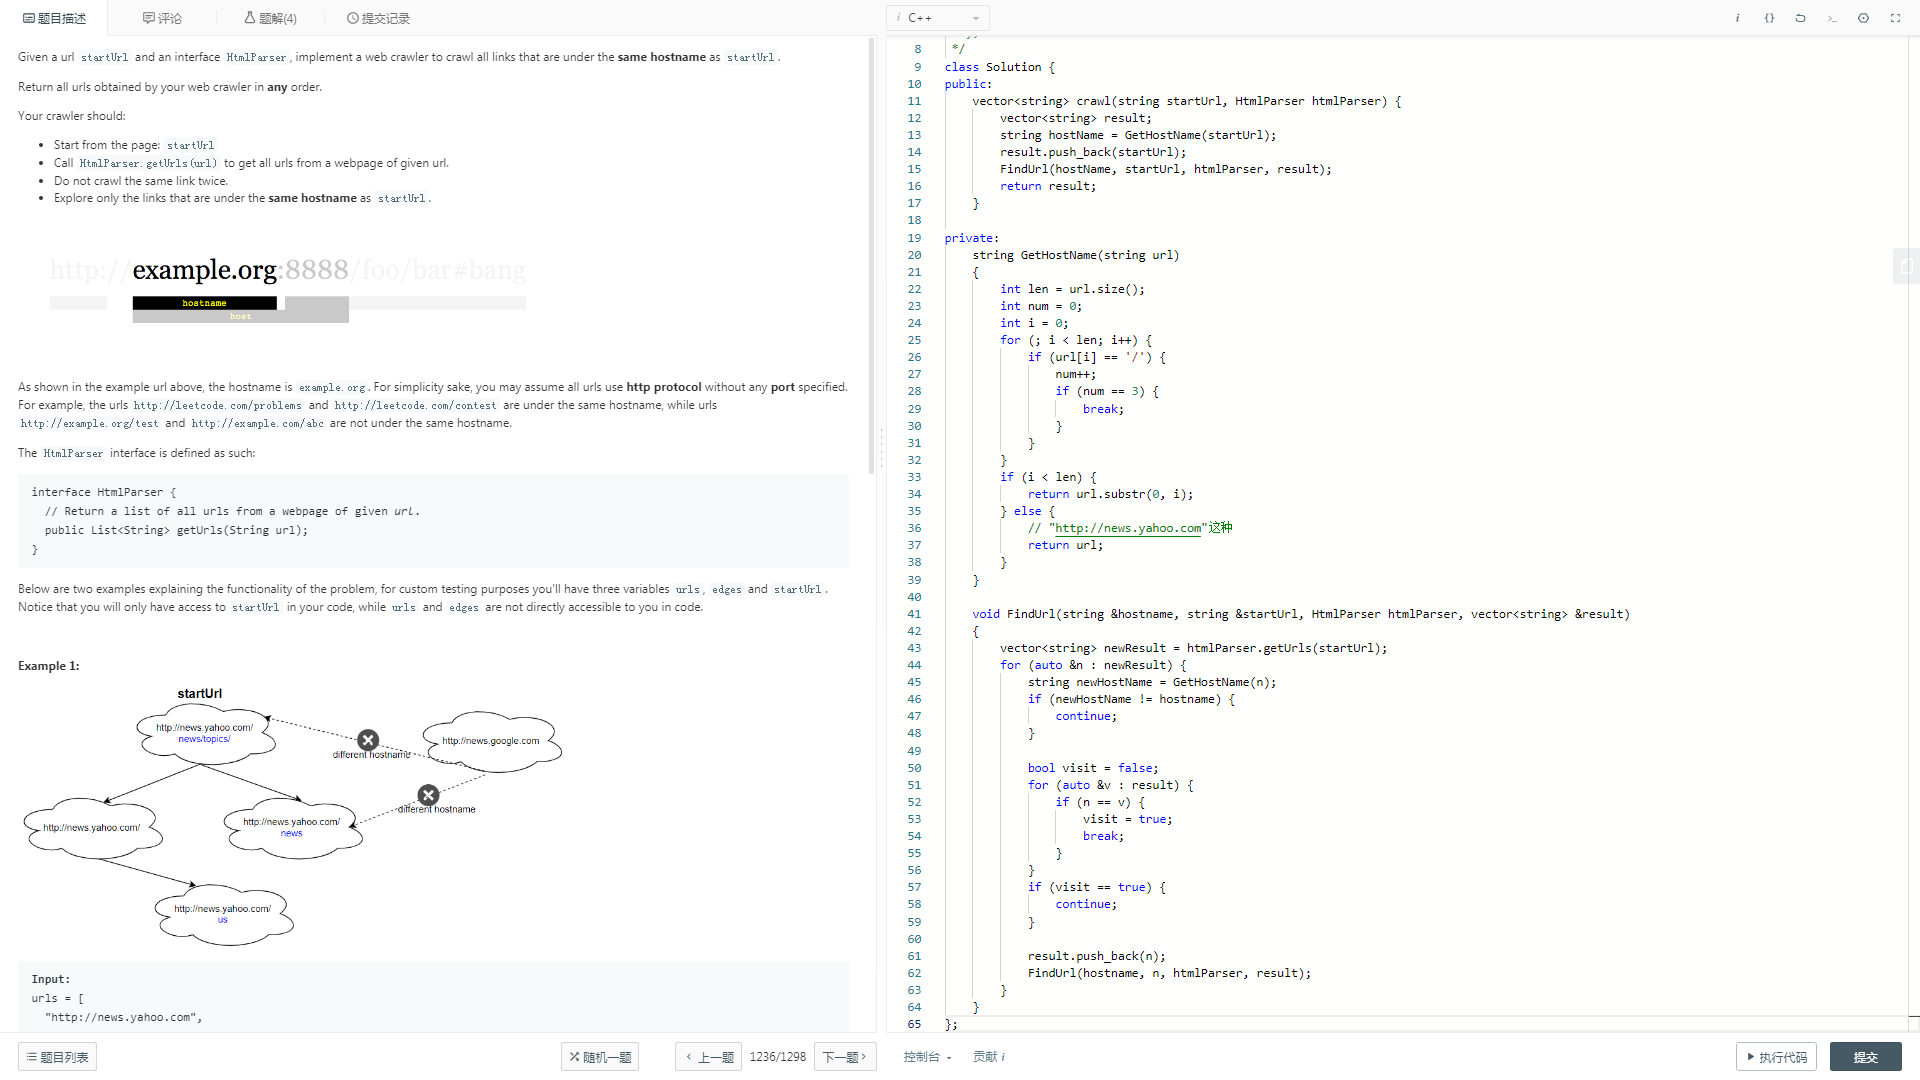 题目描述
评论
题解(4)
提交记录
Given a url startUrl and an interface HtmlParser, implement a web crawler to crawl all links that are under the same hostname as startUrl.
Return all urls obtained by your web crawler in any order.
Your crawler should:
Start from the page: startUrl
Call HtmlParser.getUrls(url) to get all urls from a webpage of given url.
Do not crawl the same link twice.
Explore only the links that are under the same hostname as startUrl.
http://example.org:8888/foo/bar#bang
hostname
host
As shown in the example url above, the hostname is example.org. For simplicity sake, you may assume all urls use http protocol without any port specified.
For example, the urls http://leetcode.com/problems and http://leetcode.com/contest are under the same hostname, while urls
http://example.org/test and http://example.com/abc are not under the same hostname.
The HtmlParser interface is defined as such:
interface HtmlParser {
// Return a list of all urls from a webpage of given url.
public List<String> getUrls(String url);
}
Below are two examples explaining the functionality of the problem, for custom testing purposes you'll have three variables urls, edges and startUrl.
Notice that you will only have access to startUrl in your code, while urls and edges are not directly accessible to you in code.
Example 1:
startUrl
http://news.yahoo.com/
news/topics/
different hostname
http://news.google.com
different hostname
http://news.yahoo.com/
http://news.yahoo.com/
news
http://news.yahoo.com/
us
Input:
urls = [
"http://news.yahoo.com",
题目列表
随机一题
上一题
1236/1298
下一题
i C++
i {} >_
8 */
9 class Solution {
10 public:
11 vector<string> crawl(string startUrl, HtmlParser htmlParser) {
12 vector<string> result;
13 string hostName = GetHostName(startUrl);
14 result.push_back(startUrl);
15 FindUrl(hostName, startUrl, htmlParser, result);
16 return result;
17 }
18
19 private:
20 string GetHostName(string url)
21 {
22 int len = url.size();
23 int num = 0;
24 int i = 0;
25 for (; i < len; i++) {
26 if (url[i] == '/') {
27 num++;
28 if (num == 3) {
29 break;
30 }
31 }
32 }
33 if (i < len) {
34 return url.substr(0, i);
35 } else {
36 // "http://news.yahoo.com"这种
37 return url;
38 }
39 }
40
41 void FindUrl(string &hostname, string &startUrl, HtmlParser htmlParser, vector<string> &result)
42 {
43 vector<string> newResult = htmlParser.getUrls(startUrl);
44 for (auto &n : newResult) {
45 string newHostName = GetHostName(n);
46 if (newHostName != hostname) {
47 continue;
48 }
49
50 bool visit = false;
51 for (auto &v : result) {
52 if (n == v) {
53 visit = true;
54 break;
55 }
56 }
57 if (visit == true) {
58 continue;
59 }
60
61 result.push_back(n);
62 FindUrl(hostname, n, htmlParser, result);
63 }
64 }
65 };
控制台
贡献 i
执行代码
提交